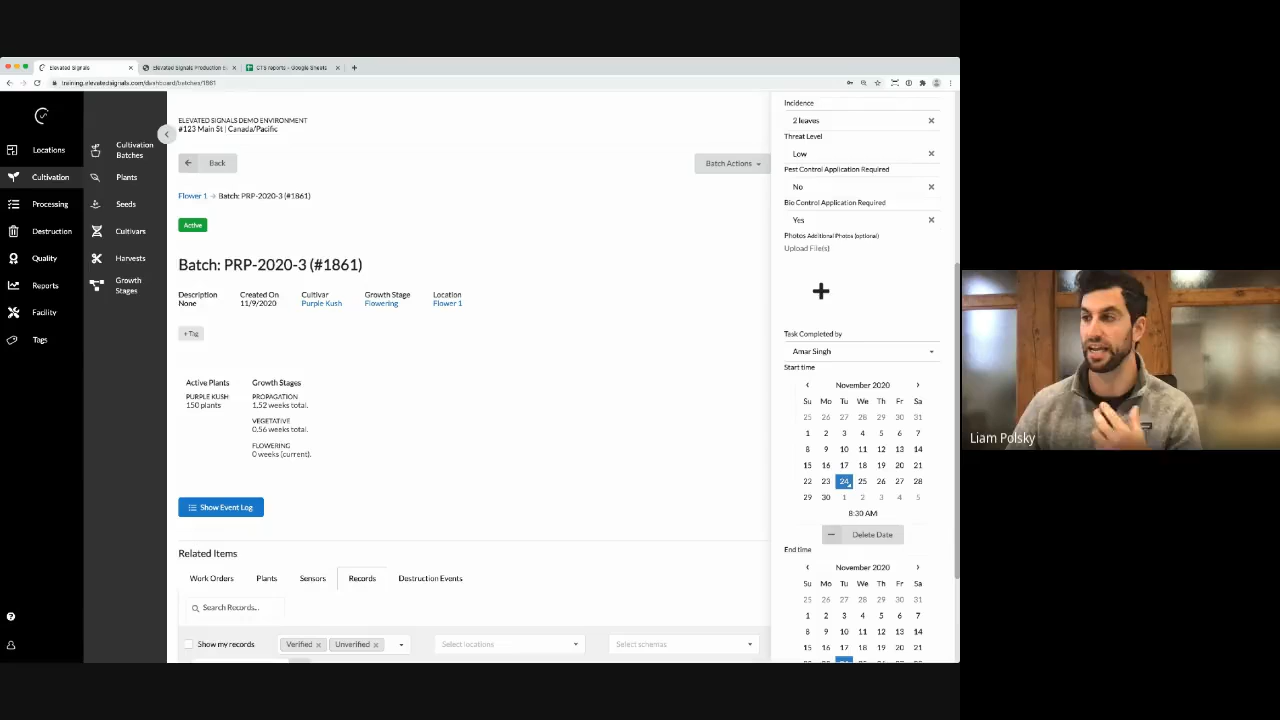 Elevated Signals
Elevated Signals Production E
CTS reports - Google Sheets
training.elevatedsignals.com/dashboard/batches/1861
Locations
Cultivation
Processing
Destruction
Quality
Reports
Facility
Tags
Cultivation
Batches
Plants
Seeds
Cultivars
Harvests
Growth
Stages
ELEVATED SIGNALS DEMO ENVIRONMENT
#123 Main St | Canada/Pacific
Back
Batch Actions
Flower 1 → Batch: PRP-2020-3 (#1861)
Active
Batch: PRP-2020-3 (#1861)
Description Created On Cultivar Growth Stage Location
None 11/9/2020 Purple Kush Flowering Flower 1
+ Tag
Active Plants Growth Stages
PURPLE KUSH PROPAGATION
150 plants 1.52 weeks total.
VEGETATIVE
0.56 weeks total.
FLOWERING
0 weeks (current).
Show Event Log
Related Items
Work Orders Plants Sensors Records Destruction Events
Search Records...
Show my records Verified Unverified Select locations Select schemas
Incidence
2 leaves
Threat Level
Low
Pest Control Application Required
No
Bio Control Application Required
Yes
Photos Additional Photos (optional)
Upload File(s)
Task Completed by
Amar Singh
Start time
November 2020
Su Mo Tu We Th Fr Sa
25 26 27 28 29 30 31
1 2 3 4 5 6 7
8 9 10 11 12 13 14
15 16 17 18 19 20 21
22 23 24 25 26 27 28
29 30 1 2 3 4 5
8:30 AM
Delete Date
End time
November 2020
Su Mo Tu We Th Fr Sa
25 26 27 28 29 30 31
1 2 3 4 5 6 7
8 9 10 11 12 13 14
15 16 17 18 19 20 21
Liam Polsky